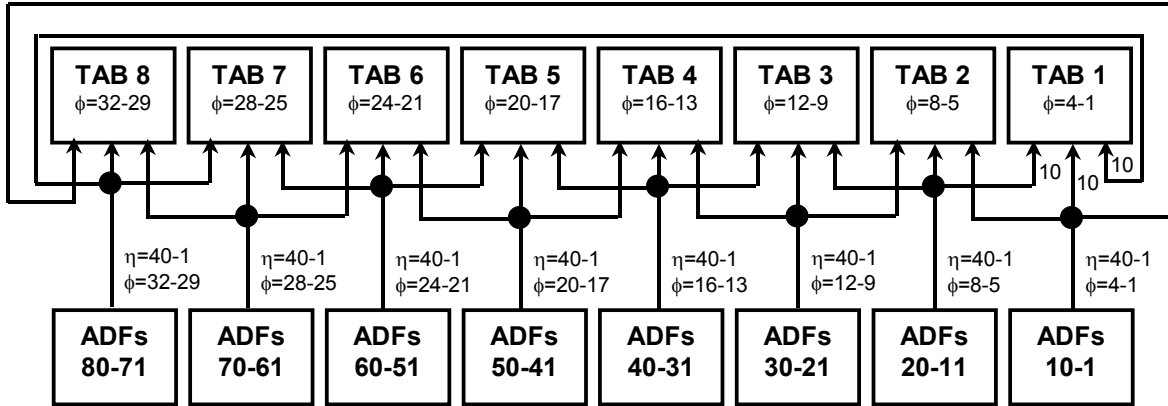 TAB 8 TAB 7 TAB 6 TAB 5 TAB 4 TAB 3 TAB 2 TAB 1
ϕ=32-29 ϕ=28-25 ϕ=24-21 ϕ=20-17 ϕ=16-13 ϕ=12-9 ϕ=8-5 ϕ=4-1
10 10 10
η=40-1 η=40-1 η=40-1 η=40-1 η=40-1 η=40-1 η=40-1 η=40-1
ϕ=32-29 ϕ=28-25 ϕ=24-21 ϕ=20-17 ϕ=16-13 ϕ=12-9 ϕ=8-5 ϕ=4-1
ADFs ADFs ADFs ADFs ADFs ADFs ADFs ADFs
80-71 70-61 60-51 50-41 40-31 30-21 20-11 10-1